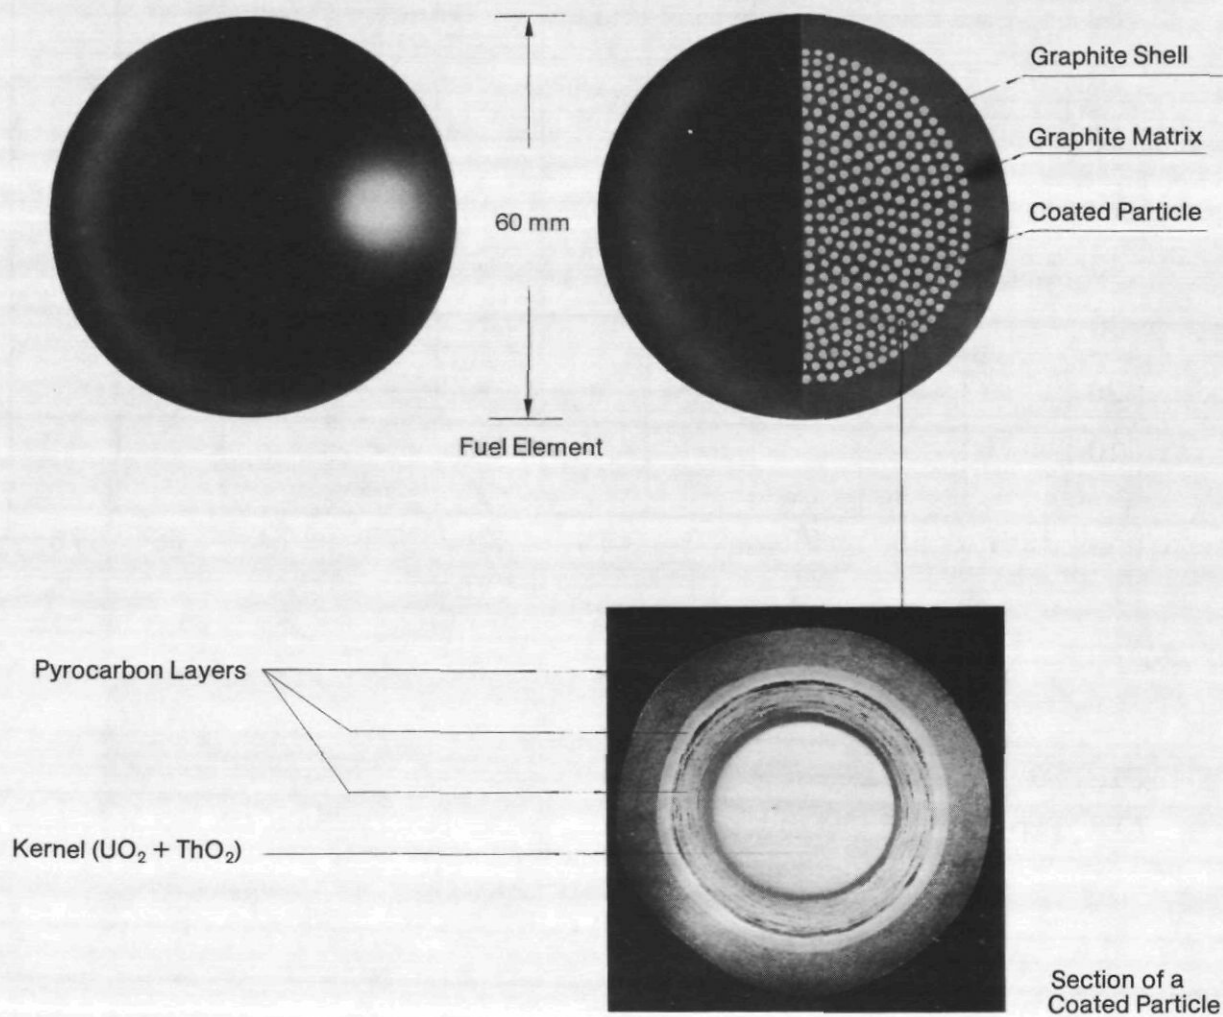 Graphite Shell
Graphite Matrix
Coated Particle
60 mm
Fuel Element
Pyrocarbon Layers
Kernel (UO₂ + ThO₂)
Section of a
Coated Particle